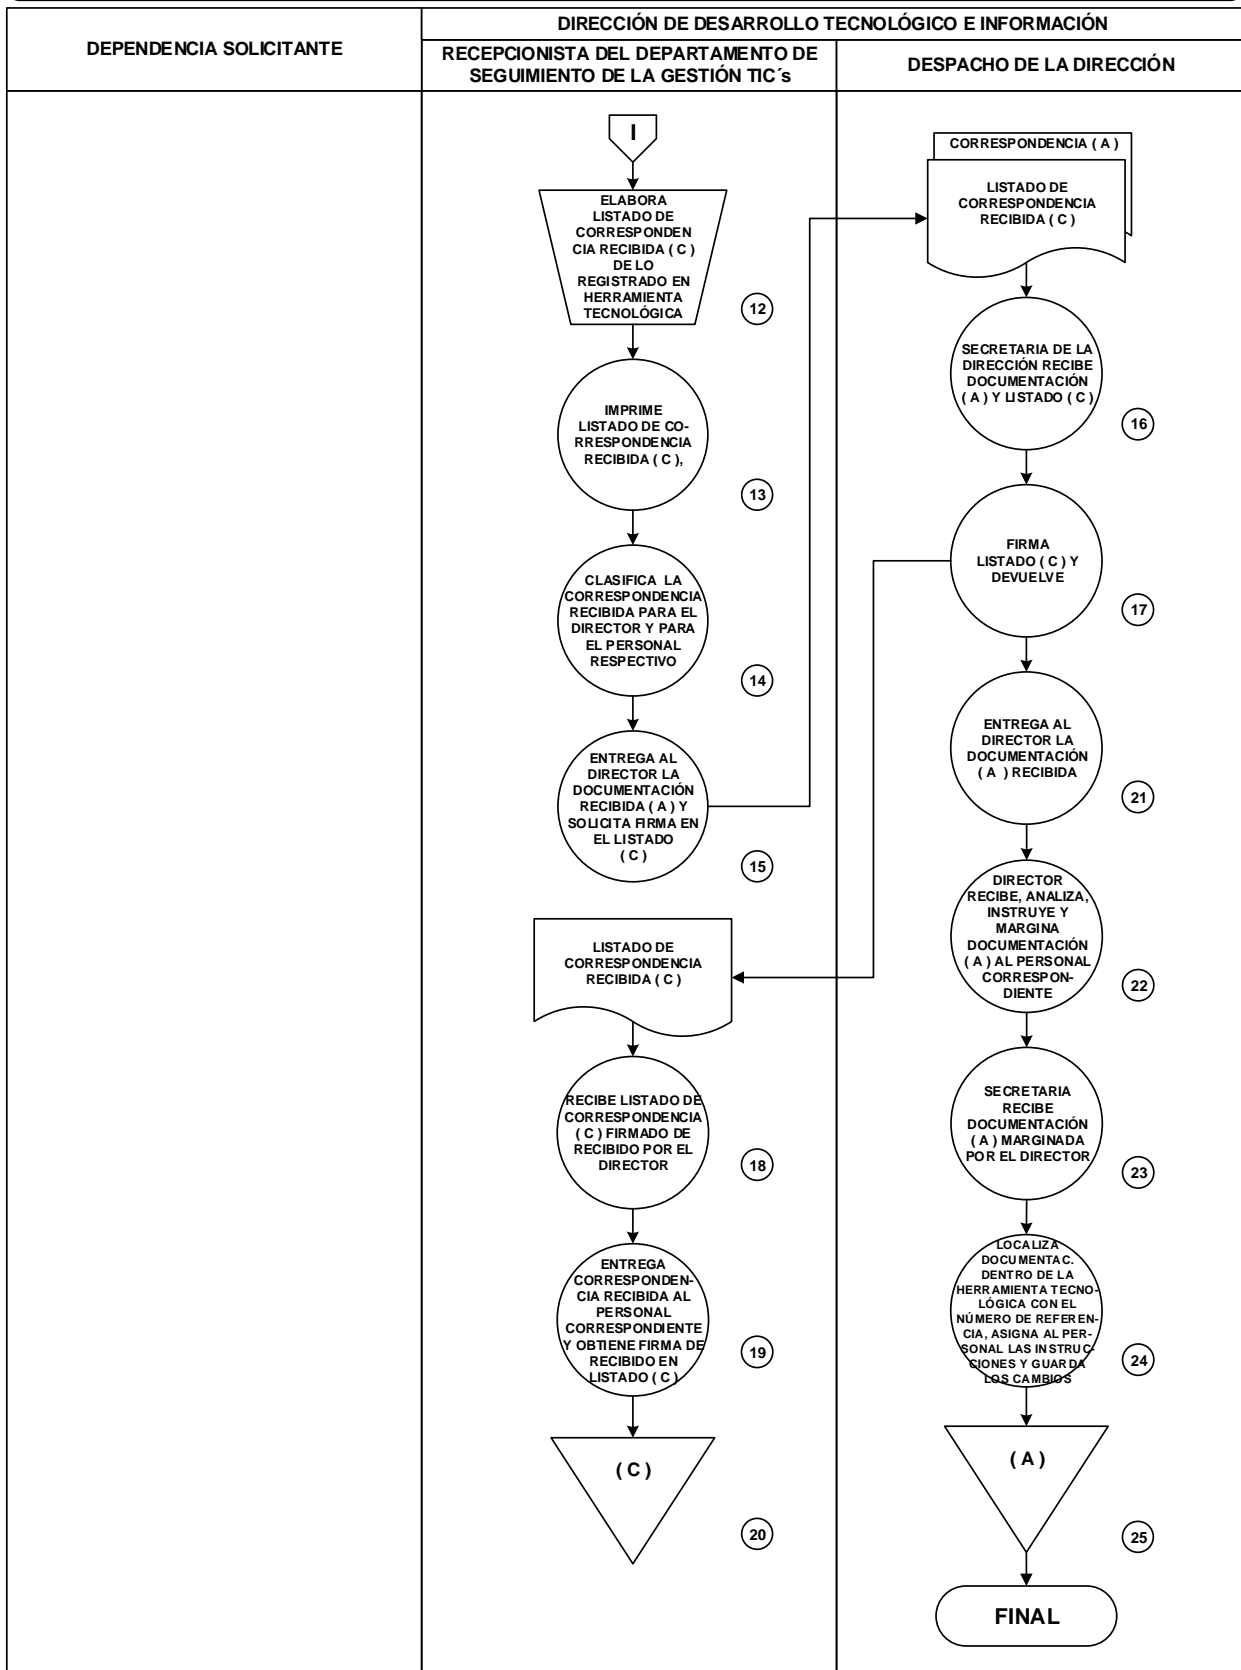 DEPENDENCIA SOLICITANTE
DIRECCIÓN DE DESARROLLO TECNOLÓGICO E INFORMACIÓN
RECEPCIONISTA DEL DEPARTAMENTO DE
SEGUIMIENTO DE LA GESTIÓN TIC´s
DESPACHO DE LA DIRECCIÓN
I
ELABORA
LISTADO DE
CORRESPONDEN
CIA RECIBIDA ( C )
DE LO
REGISTRADO EN
HERRAMIENTA
TECNOLÓGICA
12
IMPRIME
LISTADO DE CO-
RRESPONDENCIA
RECIBIDA ( C ),
13
CLASIFICA LA
CORRESPONDENCIA
RECIBIDA PARA EL
DIRECTOR Y PARA
EL PERSONAL
RESPECTIVO
14
ENTREGA AL
DIRECTOR LA
DOCUMENTACIÓN
RECIBIDA ( A ) Y
SOLICITA FIRMA EN
EL LISTADO
( C )
15
CORRESPONDENCIA ( A )
LISTADO DE
CORRESPONDENCIA
RECIBIDA ( C )
SECRETARIA DE LA
DIRECCIÓN RECIBE
DOCUMENTACIÓN
( A ) Y LISTADO ( C )
16
FIRMA
LISTADO ( C ) Y
DEVUELVE
17
LISTADO DE
CORRESPONDENCIA
RECIBIDA ( C )
RECIBE LISTADO DE
CORRESPONDENCIA
( C ) FIRMADO DE
RECIBIDO POR EL
DIRECTOR
18
ENTREGA
CORRESPONDEN-
CIA RECIBIDA AL
PERSONAL
CORRESPONDIENTE
Y OBTIENE FIRMA DE
RECIBIDO EN
LISTADO ( C )
19
( C )
20
ENTREGA AL
DIRECTOR LA
DOCUMENTACIÓN
( A ) RECIBIDA
21
DIRECTOR
RECIBE, ANALIZA,
INSTRUYE Y
MARGINA
DOCUMENTACIÓN
( A ) AL PERSONAL
CORRESPON-
DIENTE
22
SECRETARIA
RECIBE
DOCUMENTACIÓN
( A ) MARGINADA
POR EL DIRECTOR
23
LOCALIZA
DOCUMENTAC.
DENTRO DE LA
HERRAMIENTA TECNO-
LÓGICA CON EL
NÚMERO DE REFEREN-
CIA, ASIGNA AL PER-
SONAL LAS INSTRUC-
CIONES Y GUARDA
LOS CAMBIOS
24
( A )
25
FINAL